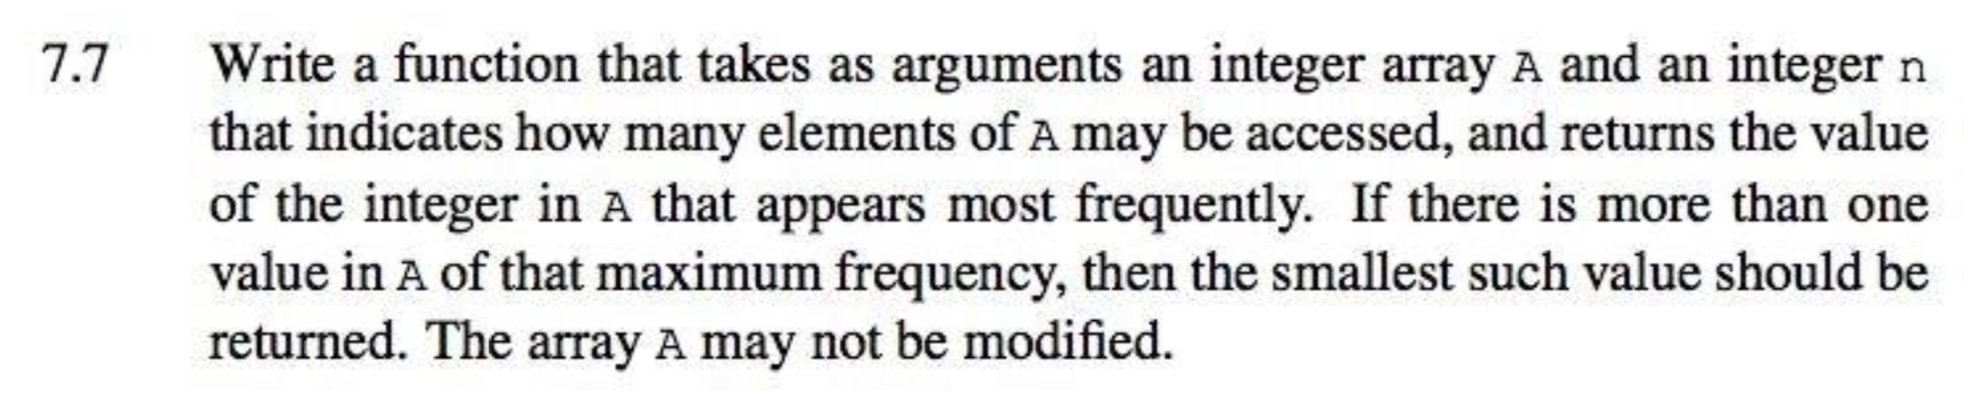 7.7 Write a function that takes as arguments an integer array A and an integer n
that indicates how many elements of A may be accessed, and returns the value
of the integer in A that appears most frequently. If there is more than one
value in A of that maximum frequency, then the smallest such value should be
returned. The array A may not be modified.